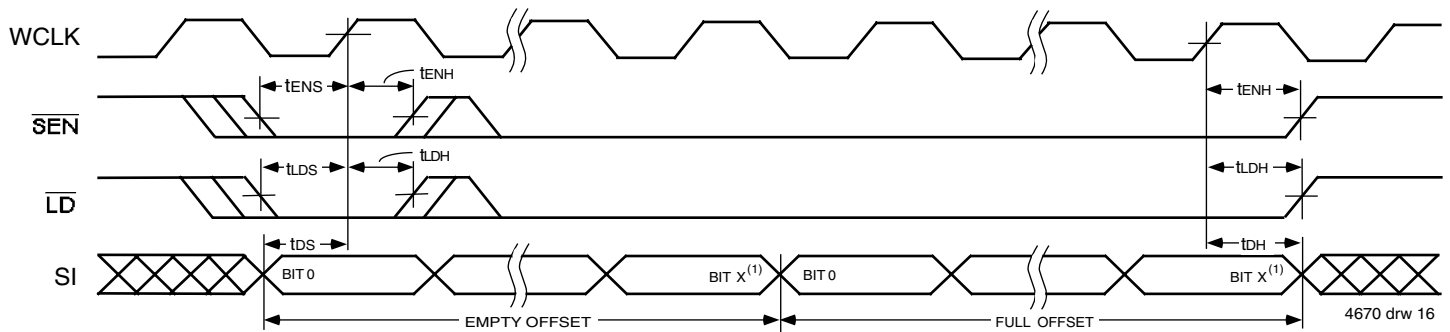 WCLK
tENS
tENH
tENH
SEN
tLDS
tLDH
tLDH
LD
tDS
tDH
SI
BIT 0
BIT X(1)
BIT 0
BIT X(1)
EMPTY OFFSET
FULL OFFSET
4670 drw 16